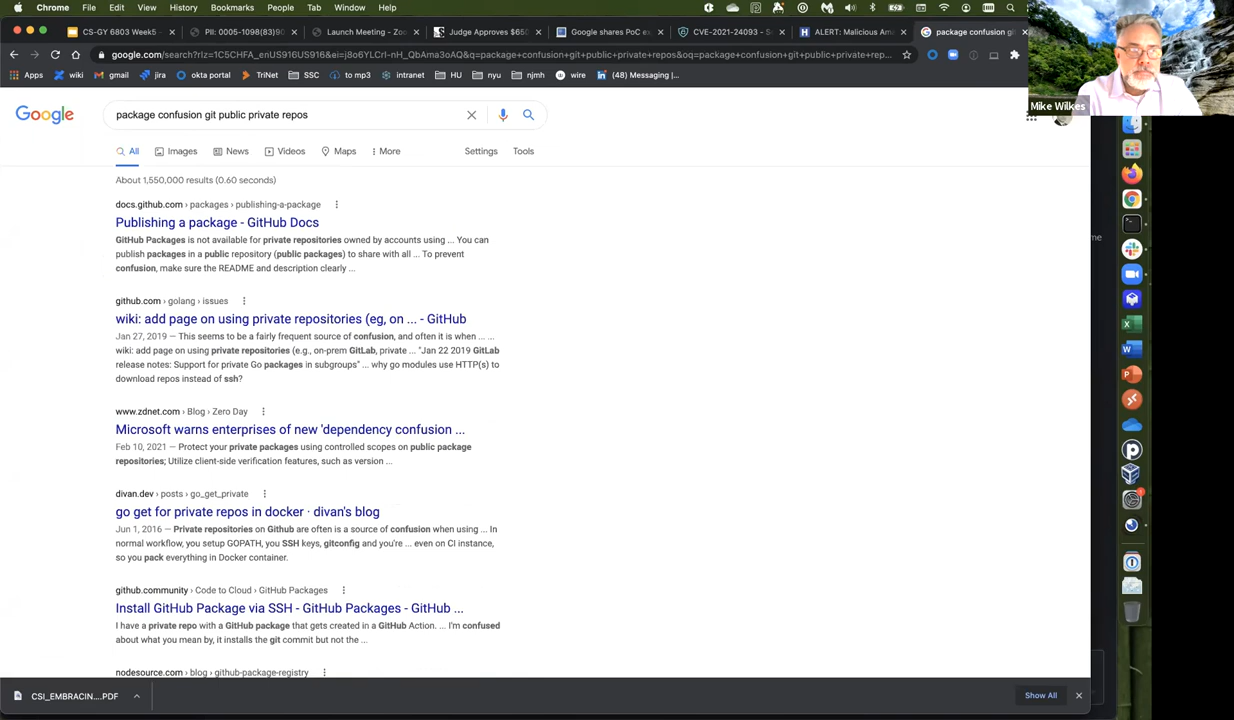 Chrome File Edit View History Bookmarks People Tab Window Help
CS-GY 6803 Week5 -
PII: 0005-1098(83)90
Launch Meeting - Zo
Judge Approves $650
Google shares PoC ex
CVE-2021-24093 - S
ALERT: Malicious Am
package confusion gi
google.com/search?rlz=1C5CHFA_enUS916US916&ei=j8o6YLCrI-nH_QbAma3oAQ&q=package+confusion+git+public+private+repos&oq=package+confusion+git+public+private+rep...
Apps wiki gmail jira okta portal TriNet SSC to mp3 intranet HU nyu njmh wire (48) Messaging |...
Mike Wilkes
Google
package confusion git public private repos
All Images News Videos Maps More Settings Tools
About 1,550,000 results (0.60 seconds)
docs.github.com › packages › publishing-a-package
Publishing a package - GitHub Docs
GitHub Packages is not available for private repositories owned by accounts using ... You can
publish packages in a public repository (public packages) to share with all ... To prevent
confusion, make sure the README and description clearly ...
github.com › golang › issues
wiki: add page on using private repositories (eg, on ... - GitHub
Jan 27, 2019 — This seems to be a fairly frequent source of confusion, and often it is when ... ...
wiki: add page on using private repositories (e.g., on-prem GitLab, private ... "Jan 22 2019 GitLab
release notes: Support for private Go packages in subgroups" ... why go modules use HTTP(s) to
download repos instead of ssh?
www.zdnet.com › Blog › Zero Day
Microsoft warns enterprises of new 'dependency confusion ...
Feb 10, 2021 — Protect your private packages using controlled scopes on public package
repositories; Utilize client-side verification features, such as version ...
divan.dev › posts › go_get_private
go get for private repos in docker · divan's blog
Jun 1, 2016 — Private repositories on Github are often is a source of confusion when using ... In
normal workflow, you setup GOPATH, you SSH keys, gitconfig and you're ... even on CI instance,
so you pack everything in Docker container.
github.community › Code to Cloud › GitHub Packages
Install GitHub Package via SSH - GitHub Packages - GitHub ...
I have a private repo with a GitHub package that gets created in a GitHub Action. ... I'm confused
about what you mean by, it installs the git commit but not the ...
nodesource.com › blog › github-package-registry
CSI_EMBRACIN....PDF
Show All